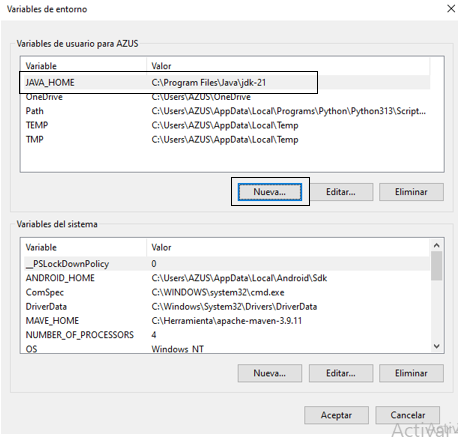 Variables de entorno
Variables de usuario para AZUS
Variable Valor
JAVA_HOME C:\Program Files\Java\jdk-21
OneDrive C:\Users\AZUS\OneDrive
Path C:\Users\AZUS\AppData\Local\Programs\Python\Python313\Script...
TEMP C:\Users\AZUS\AppData\Local\Temp
TMP C:\Users\AZUS\AppData\Local\Temp
Nueva... Editar... Eliminar
Variables del sistema
Variable Valor
__PSLockDownPolicy 0
ANDROID_HOME C:\Users\AZUS\AppData\Local\Android\Sdk
ComSpec C:\WINDOWS\system32\cmd.exe
DriverData C:\Windows\System32\Drivers\DriverData
MAVE_HOME C:\Herramienta\apache-maven-3.9.11
NUMBER_OF_PROCESSORS 4
OS Windows_NT
Nueva... Editar... Eliminar
Aceptar Cancelar